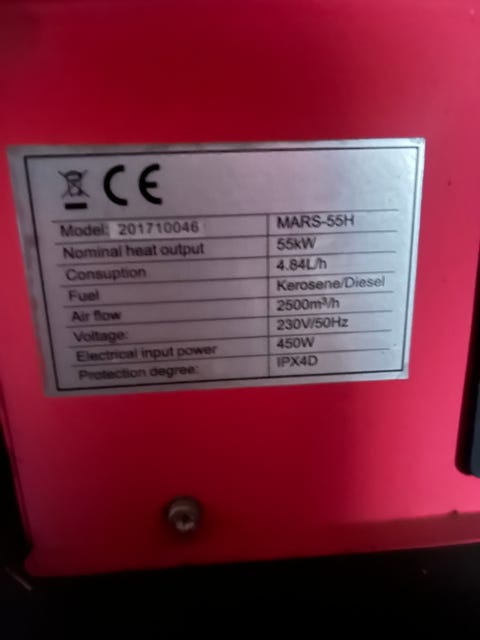 CE
Model: 201710046 MARS-55H
Nominal heat output 55kW
Consuption 4.84L/h
Fuel Kerosene/Diesel
Air flow 2500m³/h
Voltage: 230V/50Hz
Electrical input power 450W
Protection degree: IPX4D